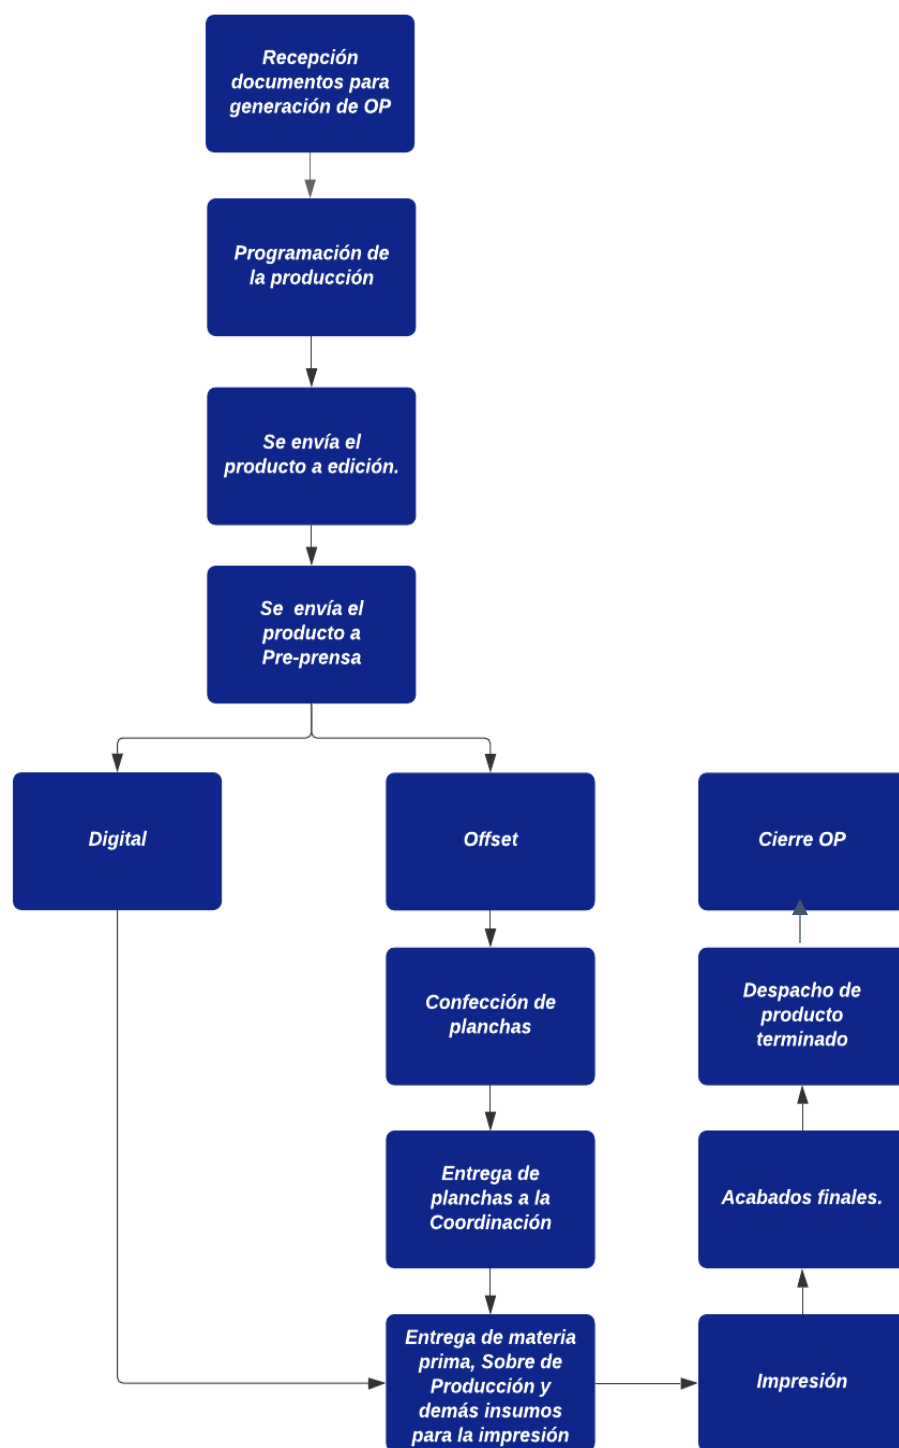 Recepción
documentos para
generación de OP
Programación de
la producción
Se envía el
producto a edición.
Se envía el
producto a
Pre-prensa
Digital
Offset
Confección de
planchas
Entrega de
planchas a la
Coordinación
Entrega de materia
prima, Sobre de
Producción y
demás insumos
para la impresión
Impresión
Acabados finales.
Despacho de
producto
terminado
Cierre OP